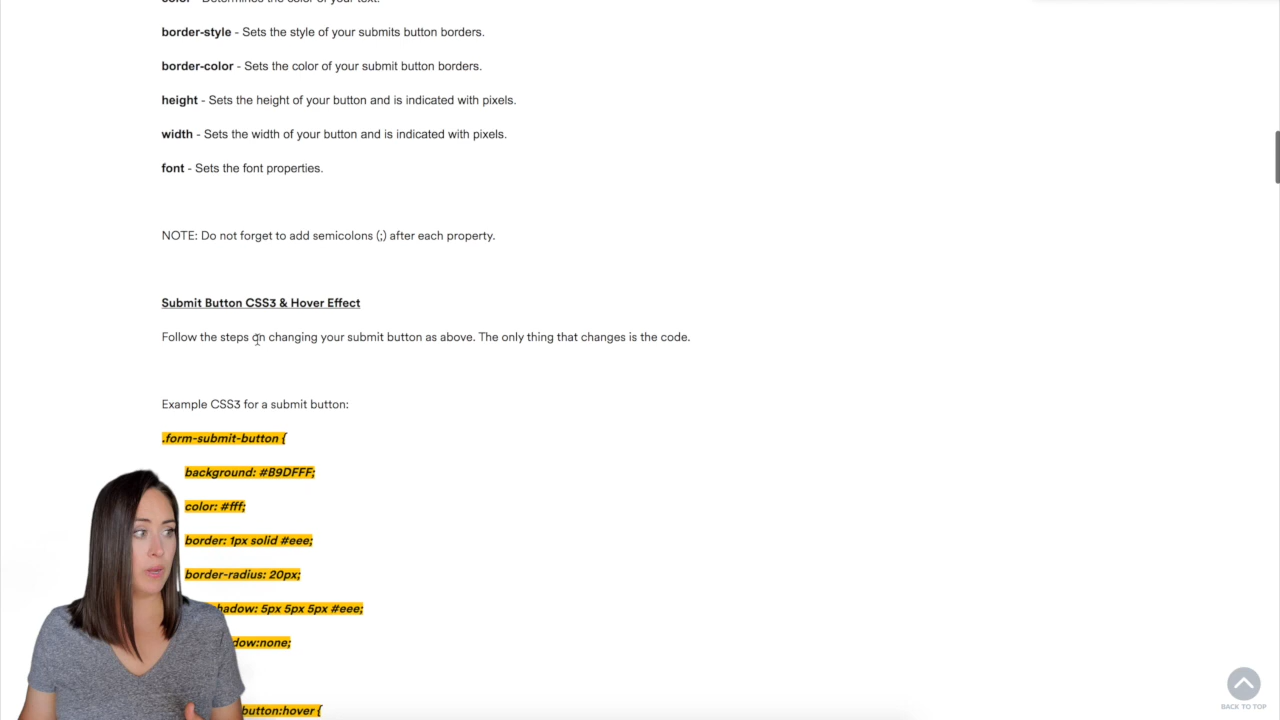 border-style - Sets the style of your submits button borders.
border-color - Sets the color of your submit button borders.
height - Sets the height of your button and is indicated with pixels.
width - Sets the width of your button and is indicated with pixels.
font - Sets the font properties.
NOTE: Do not forget to add semicolons (;) after each property.
Submit Button CSS3 & Hover Effect
Follow the steps on changing your submit button as above. The only thing that changes is the code.
Example CSS3 for a submit button:
.form-submit-button {
background: #B9DFFF;
color: #fff;
border: 1px solid #eee;
border-radius: 20px;
hadow: 5px 5px 5px #eee;
dow:none;
button:hover {
BACK TO TOP